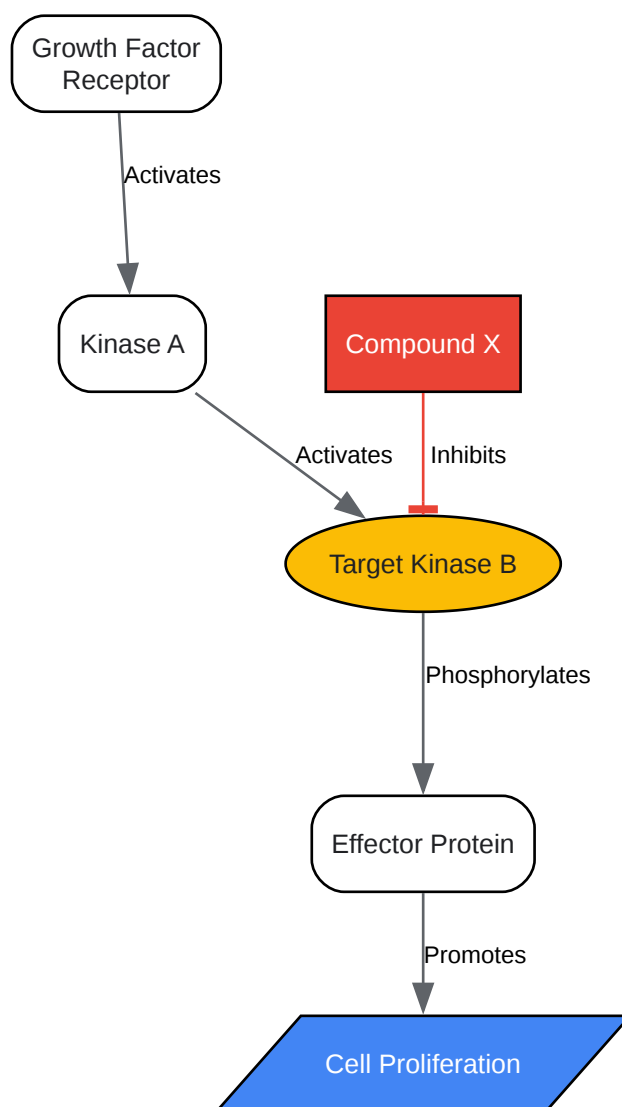 Growth Factor
Receptor
Activates
Kinase A
Compound X
Activates
Inhibits
Target Kinase B
Phosphorylates
Effector Protein
Promotes
Cell Proliferation